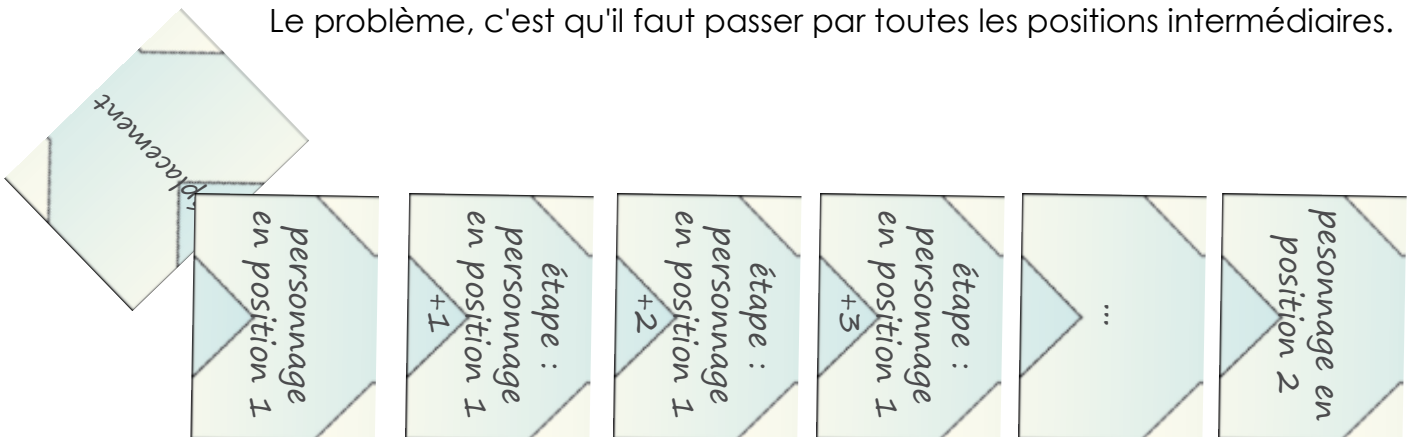 Le problème, c'est qu'il faut passer par toutes les positions intermédiaires.
placement
personnage
en position 1
étape :
personnage
en position 1
+1
étape :
personnage
en position 1
+2
étape :
personnage
en position 1
+3
...
pesonnage en
position 2